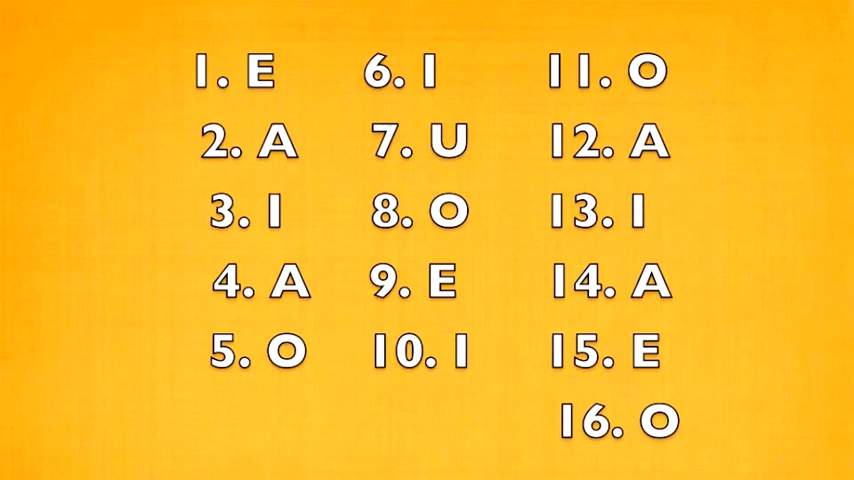 1. E
2. A
3. I
4. A
5. O
6. I
7. U
8. O
9. E
10. I
11. O
12. A
13. I
14. A
15. E
16. O